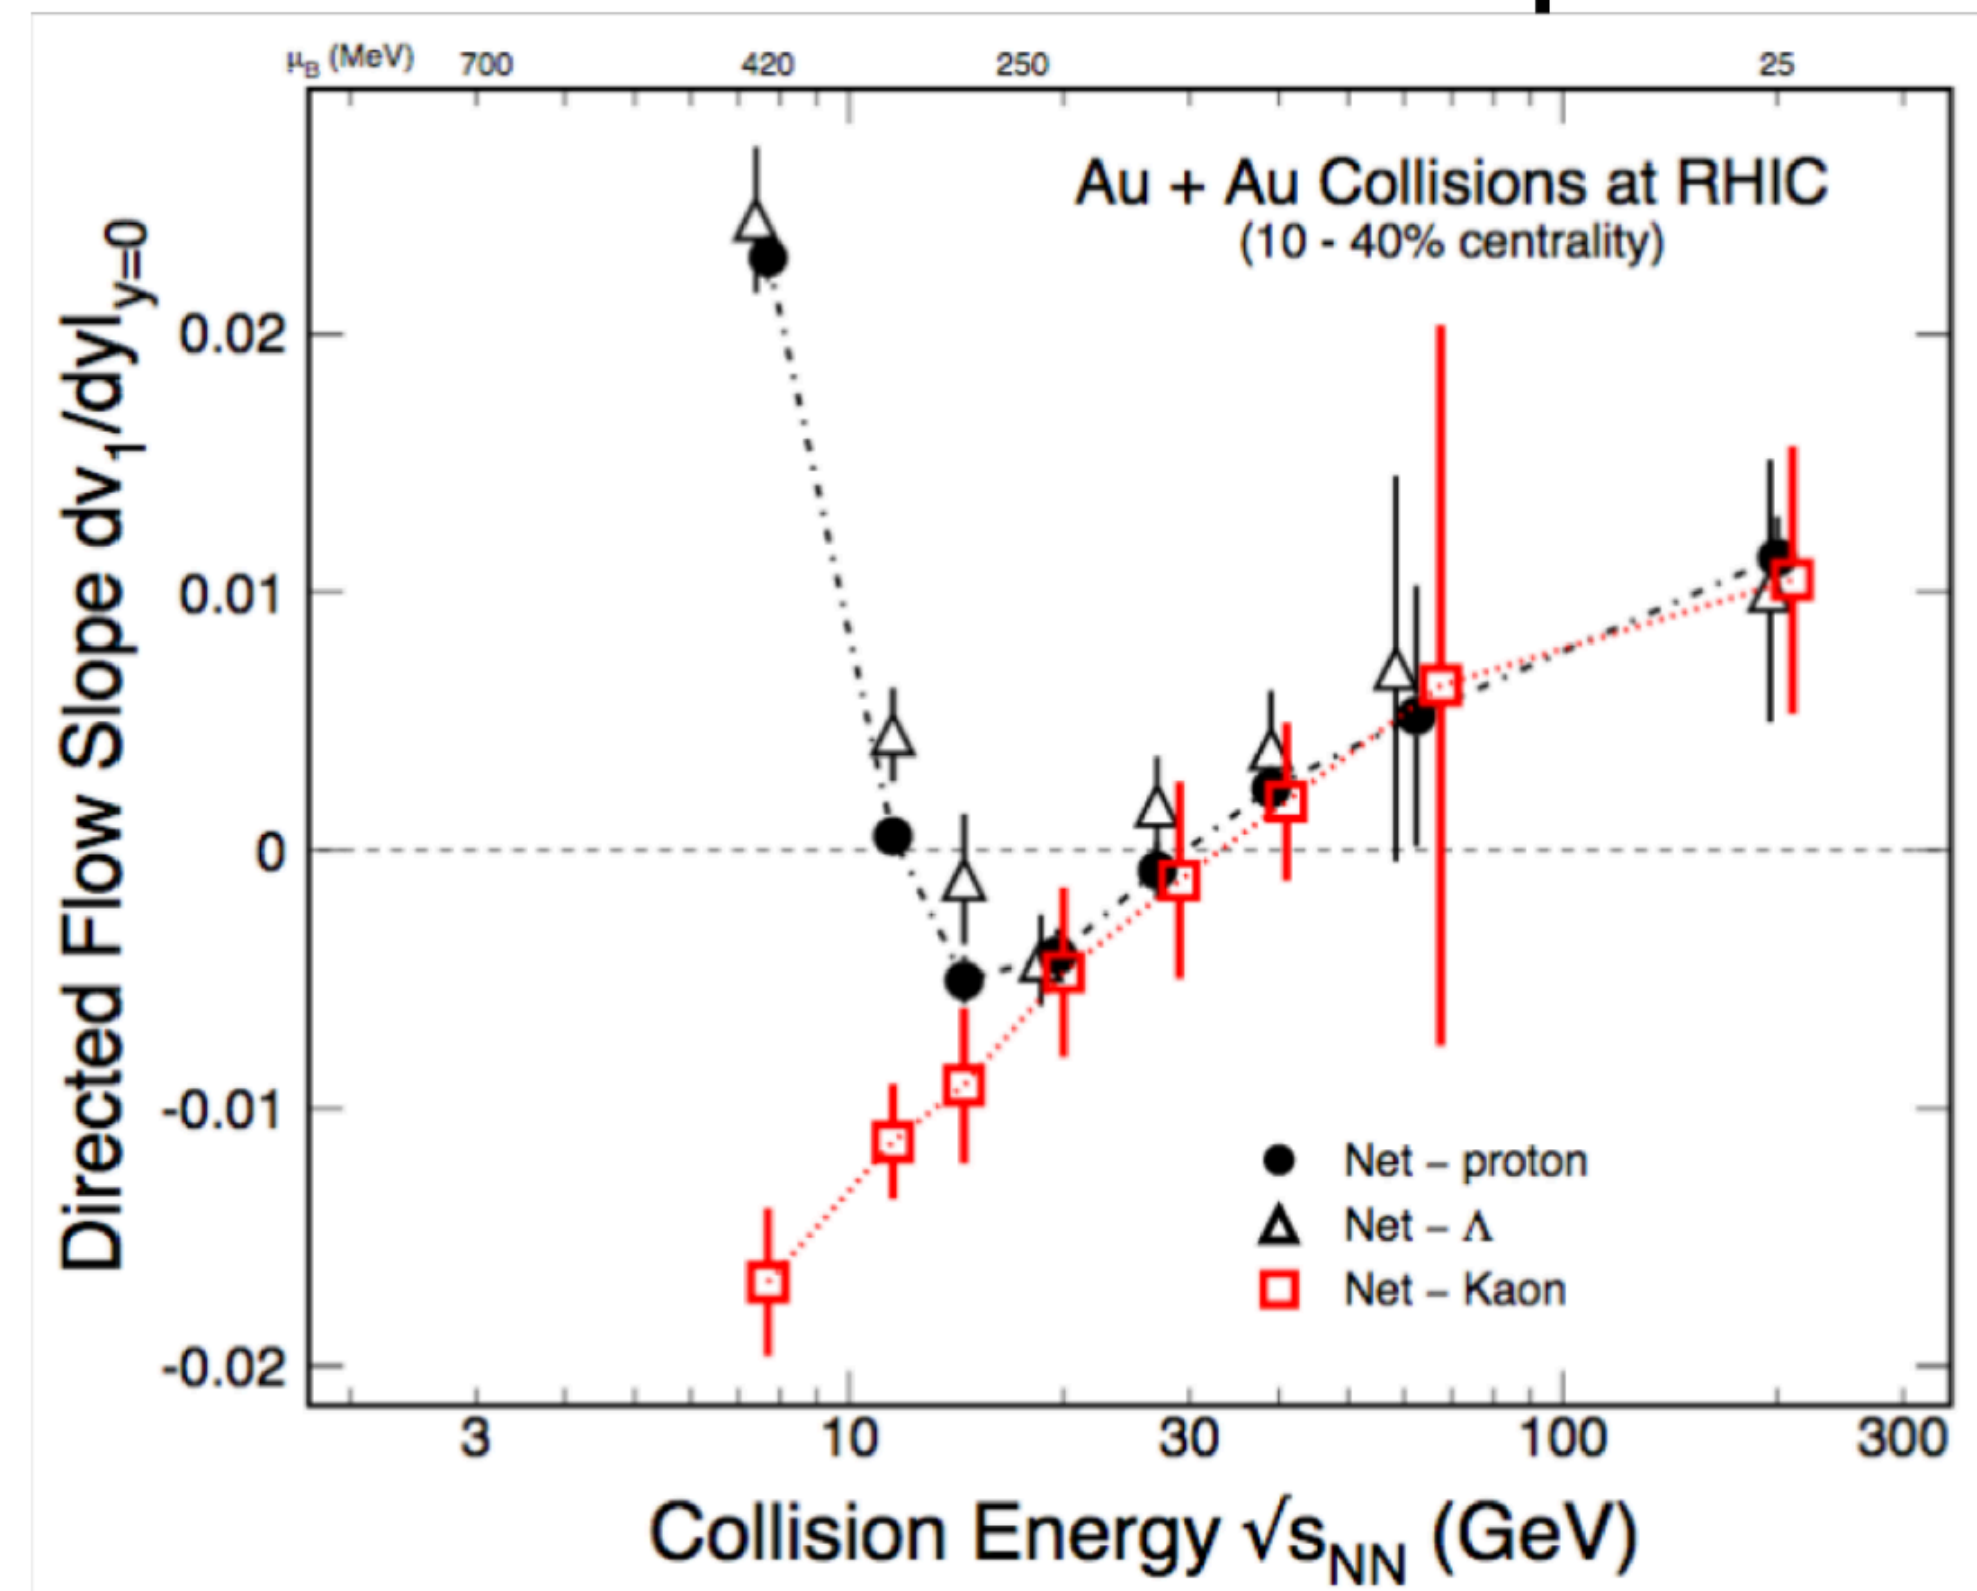 μB (MeV) 700 420 250 25
Au + Au Collisions at RHIC
(10 - 40% centrality)
Directed Flow Slope dv1/dy|y=0
0.02
0.01
0
-0.01
-0.02
Net – proton
Net – Λ
Net – Kaon
3 10 30 100 300
Collision Energy √sNN (GeV)